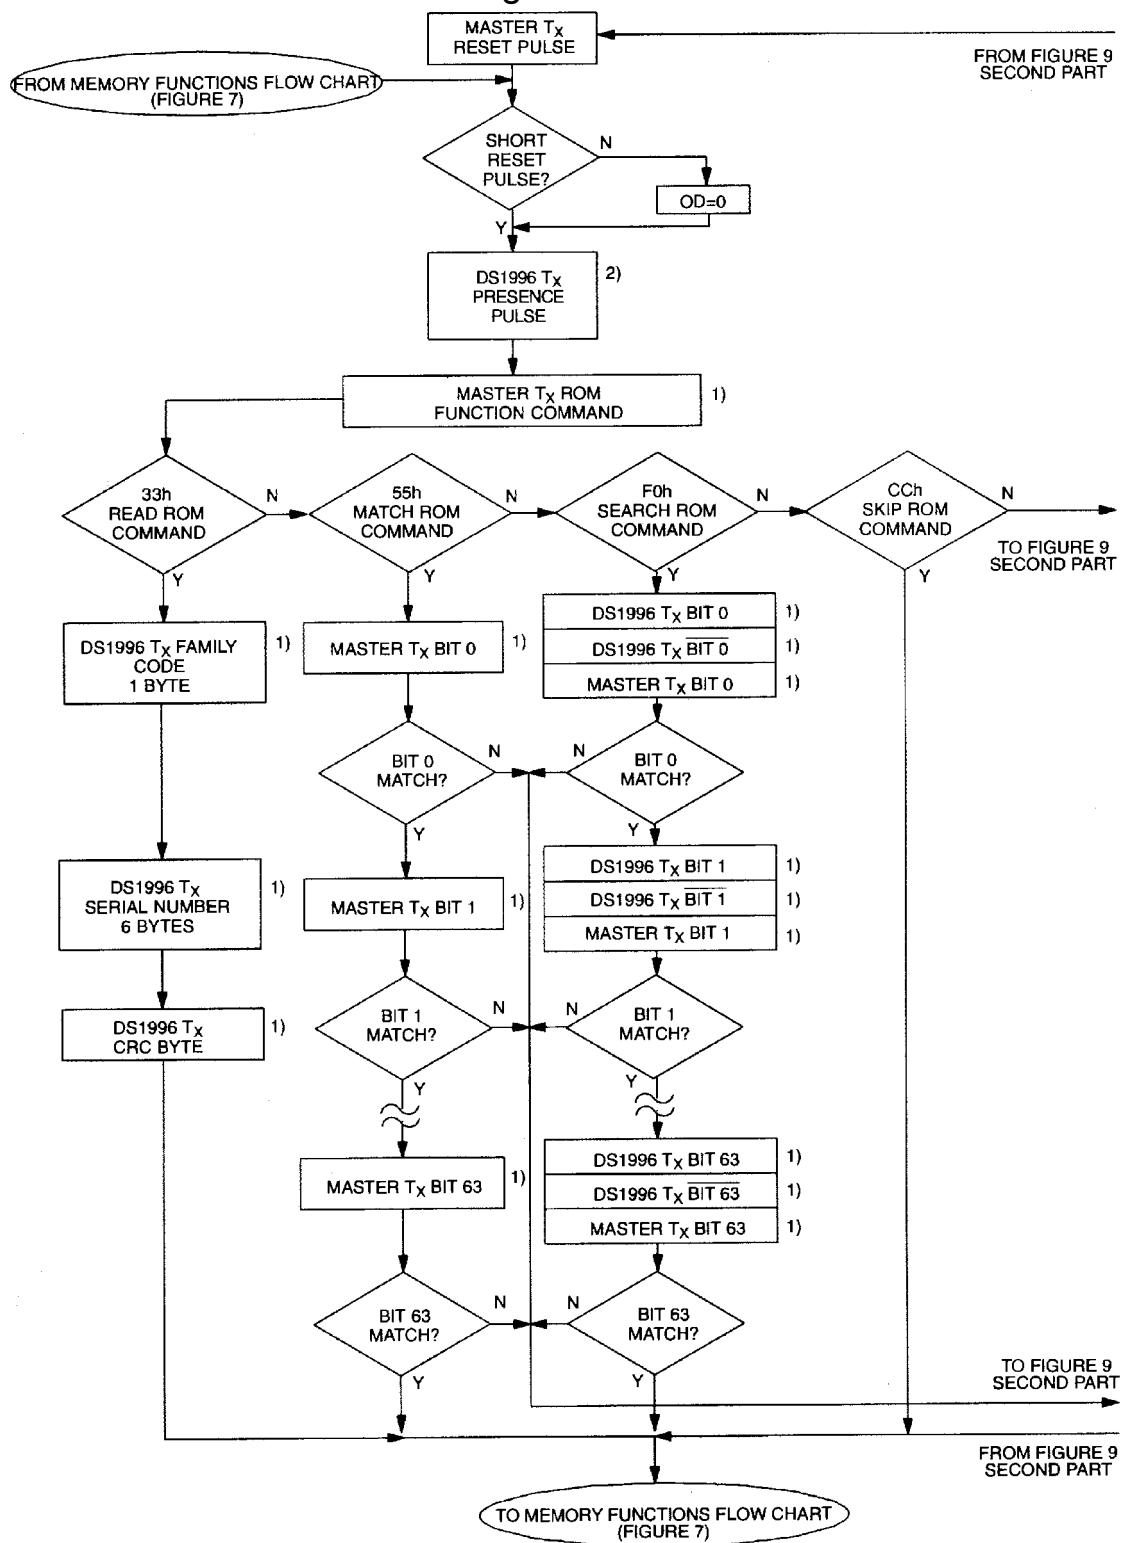 MASTER TX
RESET PULSE
FROM FIGURE 9
SECOND PART
FROM MEMORY FUNCTIONS FLOW CHART
(FIGURE 7)
SHORT
RESET
PULSE?
N
OD=0
Y
DS1996 TX
PRESENCE
PULSE
2)
MASTER TX ROM
FUNCTION COMMAND
1)
33h
READ ROM
COMMAND
N
Y
55h
MATCH ROM
COMMAND
N
Y
F0h
SEARCH ROM
COMMAND
N
Y
CCh
SKIP ROM
COMMAND
N
Y
TO FIGURE 9
SECOND PART
DS1996 TX FAMILY
CODE
1 BYTE
1)
MASTER TX BIT 0
1)
DS1996 TX BIT 0
1)
DS1996 TX BIT 0
1)
MASTER TX BIT 0
1)
BIT 0
MATCH?
N
Y
BIT 0
MATCH?
N
Y
DS1996 TX
SERIAL NUMBER
6 BYTES
1)
MASTER TX BIT 1
1)
DS1996 TX BIT 1
1)
DS1996 TX BIT 1
1)
MASTER TX BIT 1
1)
DS1996 TX
CRC BYTE
1)
BIT 1
MATCH?
N
Y
BIT 1
MATCH?
N
Y
MASTER TX BIT 63
1)
DS1996 TX BIT 63
1)
DS1996 TX BIT 63
1)
MASTER TX BIT 63
1)
BIT 63
MATCH?
N
Y
BIT 63
MATCH?
N
Y
TO FIGURE 9
SECOND PART
FROM FIGURE 9
SECOND PART
TO MEMORY FUNCTIONS FLOW CHART
(FIGURE 7)